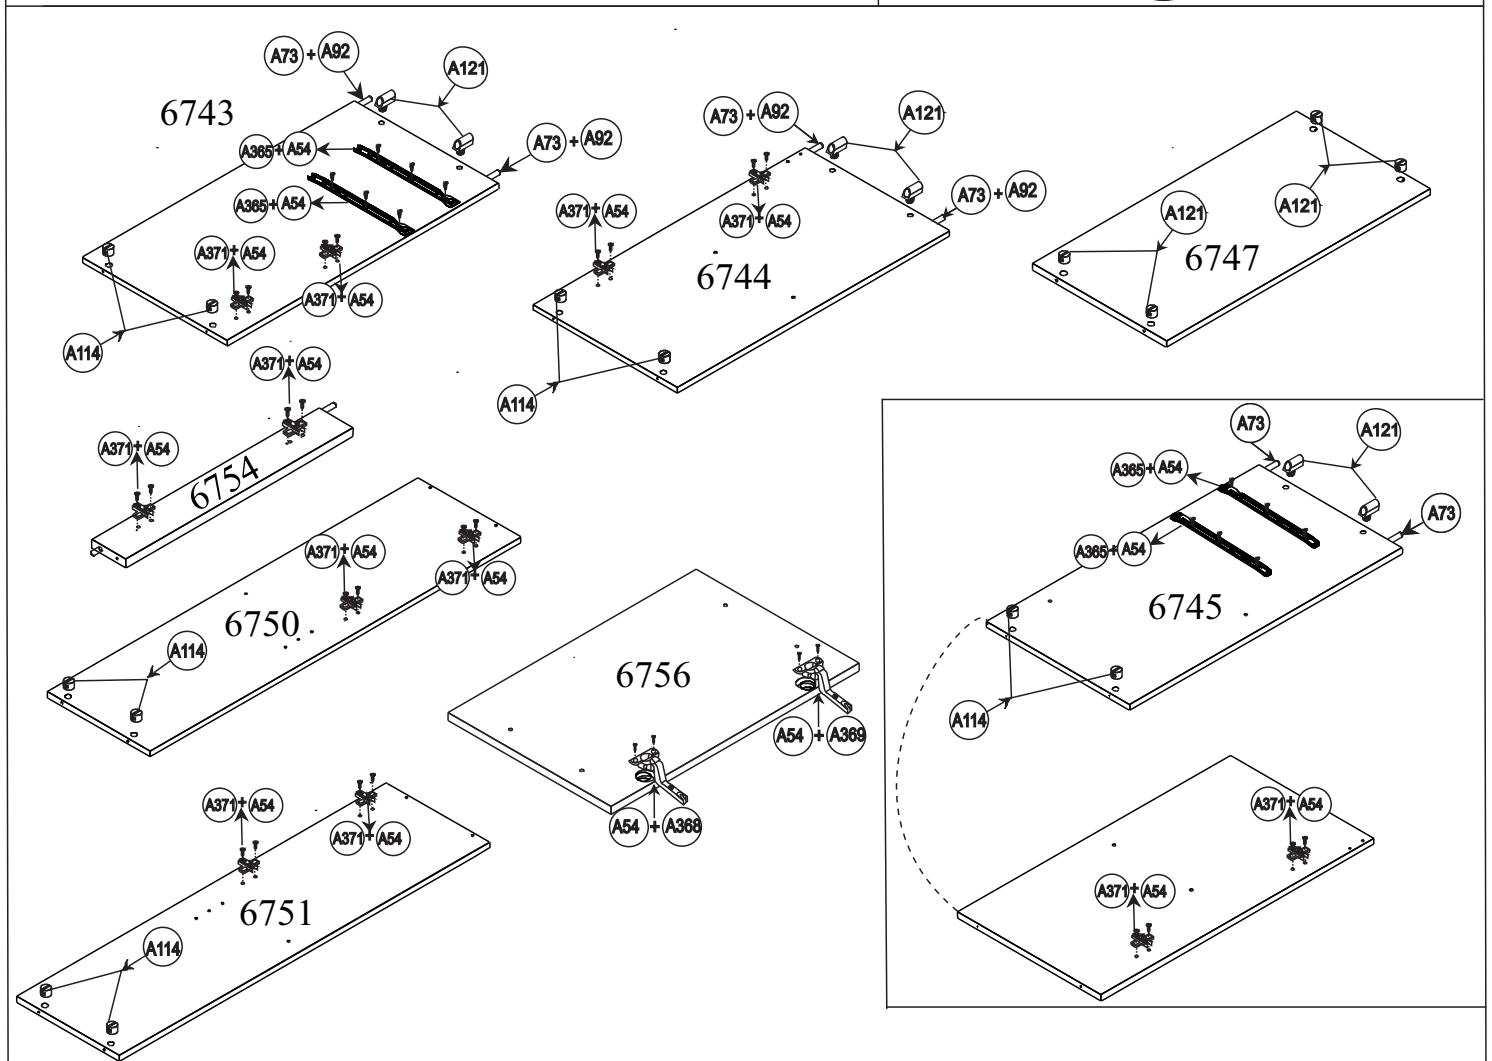 A73 + A92
A121
6743
A365 + A54
A73 + A92
A365 + A54
A371 + A54
A371 + A54
A114
A73 + A92
A121
A371 + A54
A371 + A54
A73 + A92
6744
A114
A121
A121
6747
A371 + A54
A371 + A54
6754
A371 + A54
A371 + A54
6750
A114
6756
A54 + A369
A54 + A368
A73
A121
A365 + A54
A73
A365 + A54
6745
A114
A371 + A54
A371 + A54
A371 + A54
A371 + A54
6751
A114